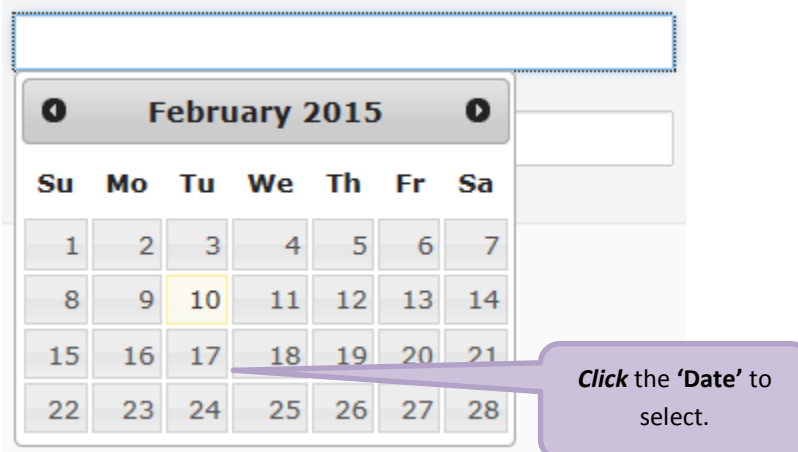 February 2015
Su Mo Tu We Th Fr Sa
1 2 3 4 5 6 7
8 9 10 11 12 13 14
15 16 17 18 19 20 21
22 23 24 25 26 27 28
Click the ‘Date’ to
select.